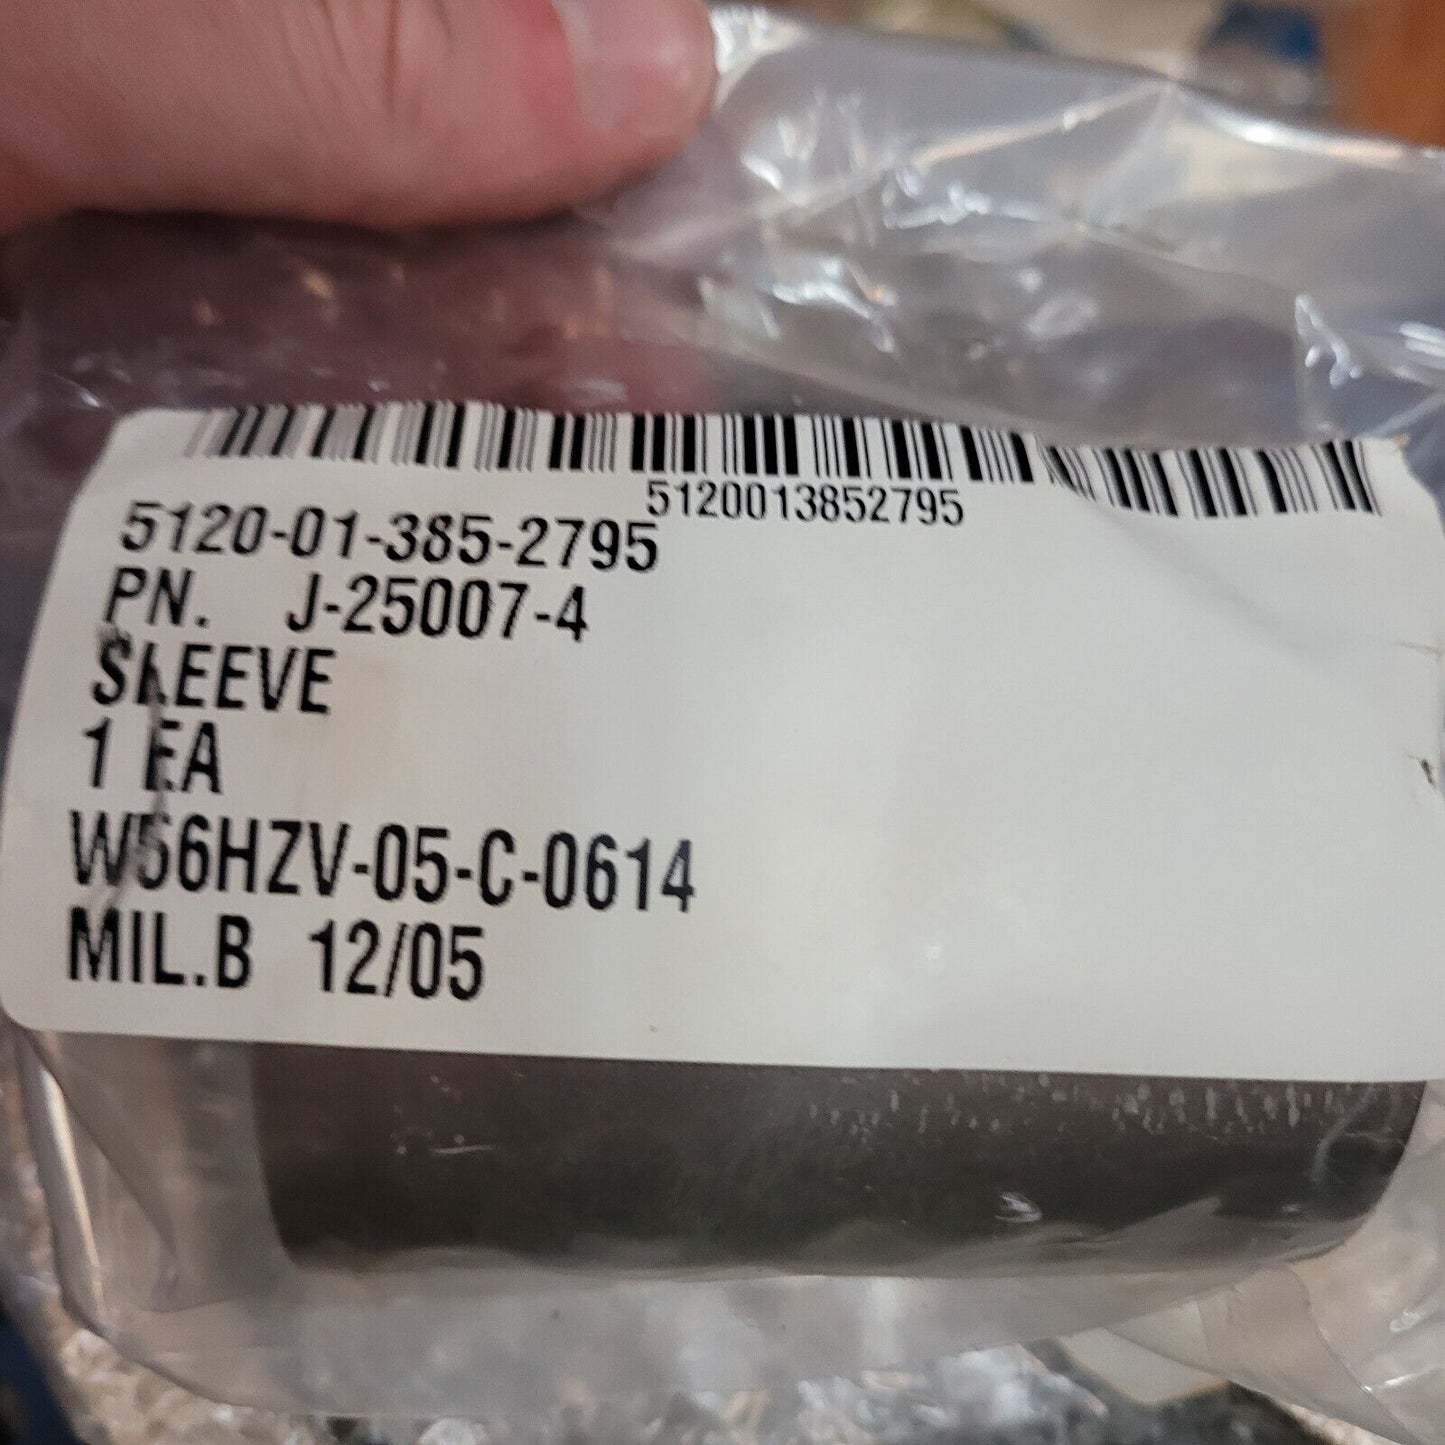 5120013852795
5120-01-385-2795
PN. J-25007-4
SLEEVE
1 EA
W56HZV-05-C-0614
MIL.B 12/05